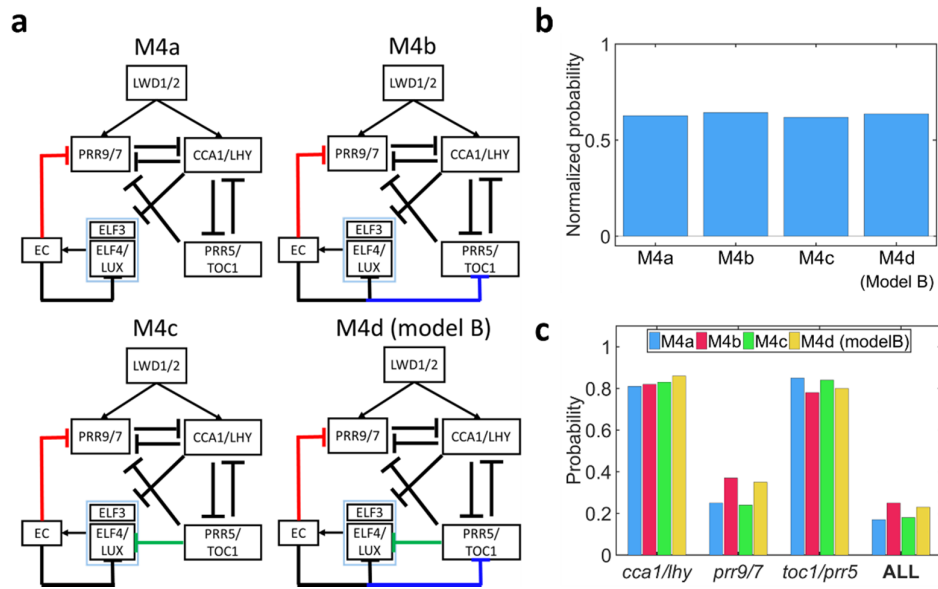 a
M4a
LWD1/2
PRR9/7
CCA1/LHY
ELF3
EC
ELF4/
LUX
PRR5/
TOC1
M4b
LWD1/2
PRR9/7
CCA1/LHY
ELF3
EC
ELF4/
LUX
PRR5/
TOC1
M4c
LWD1/2
PRR9/7
CCA1/LHY
ELF3
EC
ELF4/
LUX
PRR5/
TOC1
M4d (model B)
LWD1/2
PRR9/7
CCA1/LHY
ELF3
EC
ELF4/
LUX
PRR5/
TOC1
b
Normalized probability
1
0.5
0
M4a M4b M4c M4d
(Model B)
c
M4a M4b M4c M4d (modelB)
Probability
1
0.8
0.6
0.4
0.2
0
cca1/lhy prr9/7 toc1/prr5 ALL